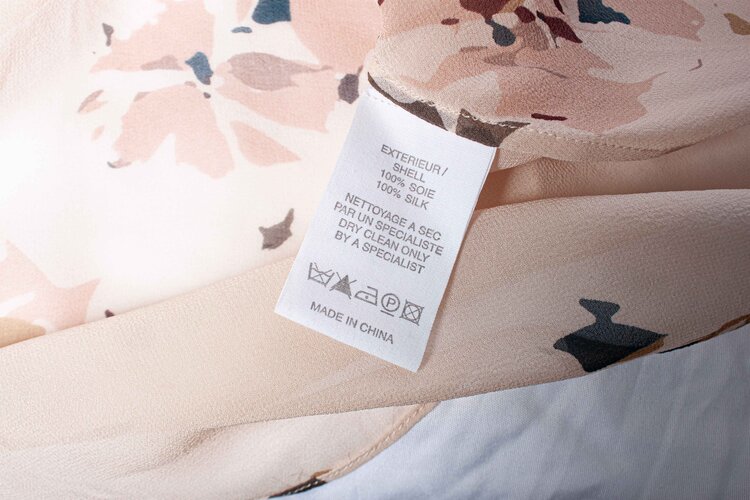 EXTERIEUR/
SHELL
100% SOIE
100% SILK
NETTOYAGE A SEC
PAR UN SPECIALISTE
DRY CLEAN ONLY
BY A SPECIALIST
P
MADE IN CHINA